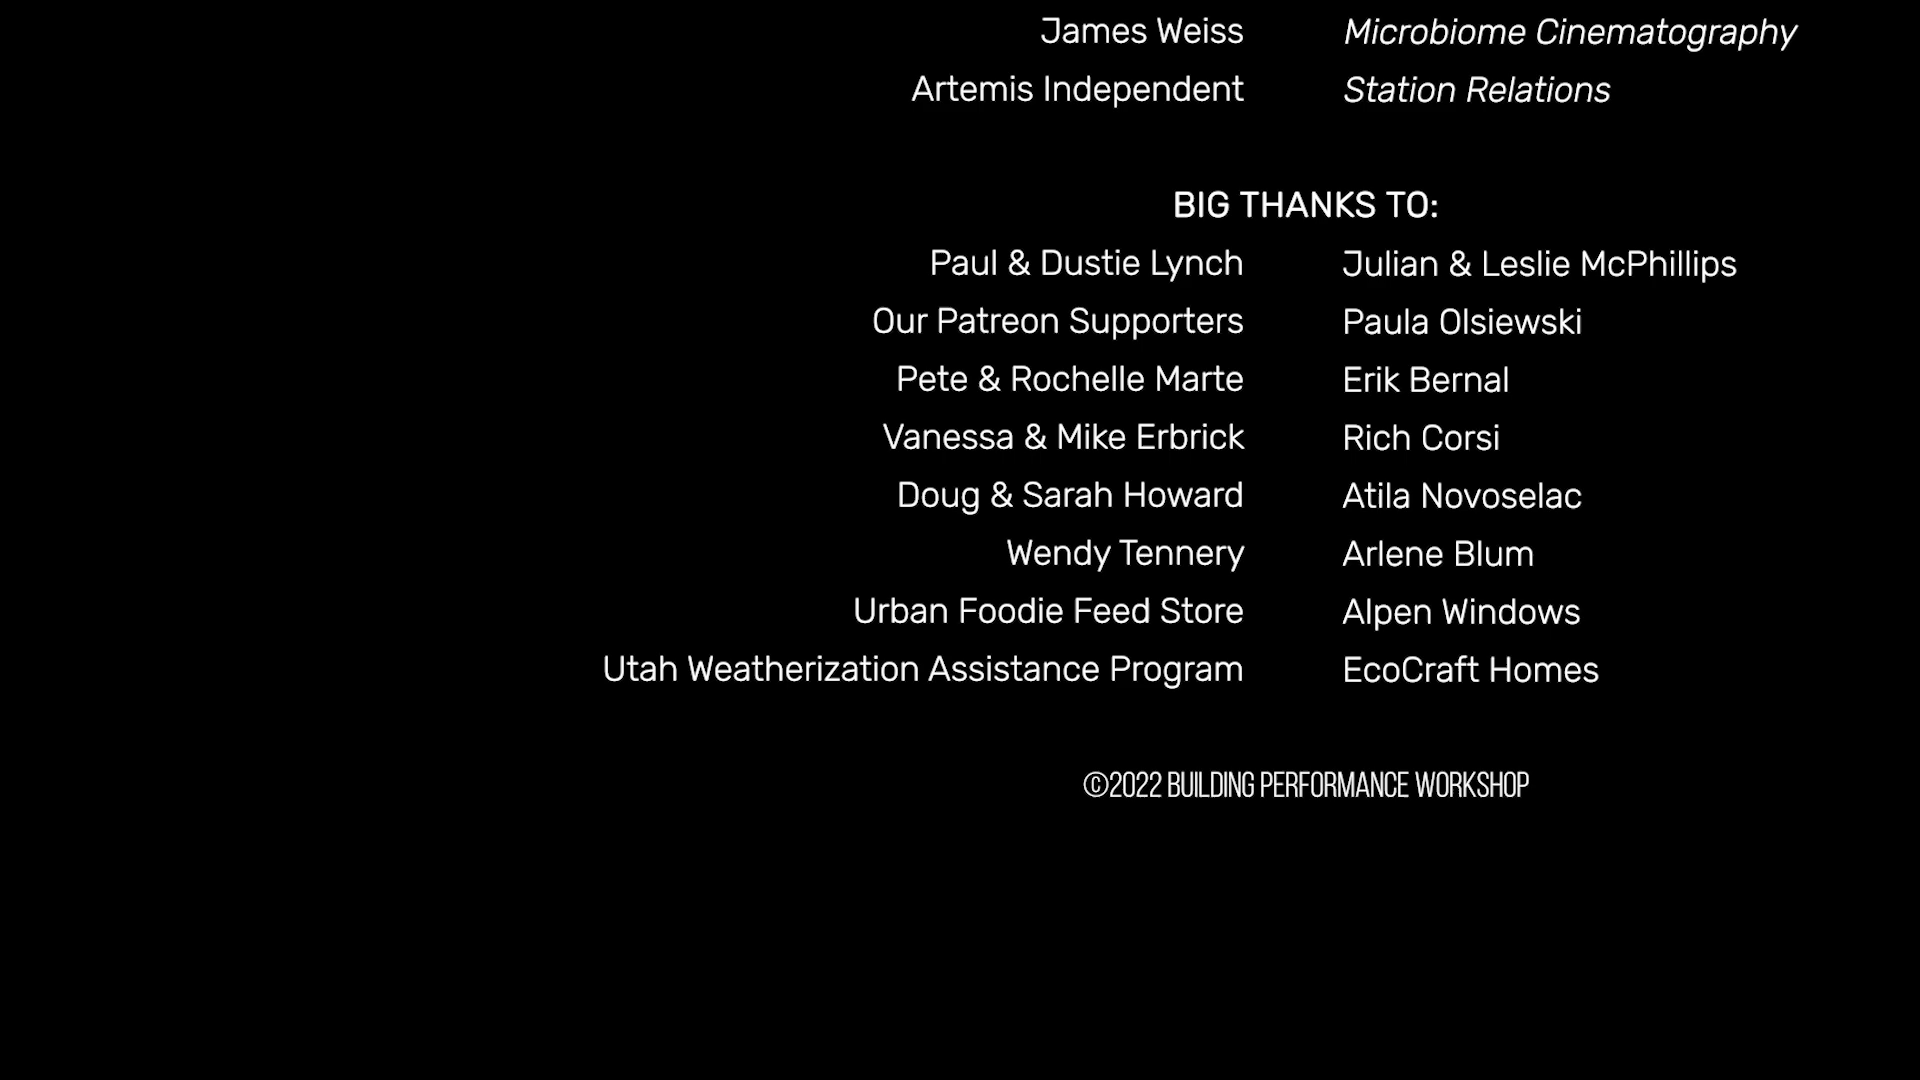 James Weiss Microbiome Cinematography
Artemis Independent Station Relations
BIG THANKS TO:
Paul & Dustie Lynch Julian & Leslie McPhillips
Our Patreon Supporters Paula Olsiewski
Pete & Rochelle Marte Erik Bernal
Vanessa & Mike Erbrick Rich Corsi
Doug & Sarah Howard Atila Novoselac
Wendy Tennery Arlene Blum
Urban Foodie Feed Store Alpen Windows
Utah Weatherization Assistance Program EcoCraft Homes
©2022 BUILDING PERFORMANCE WORKSHOP